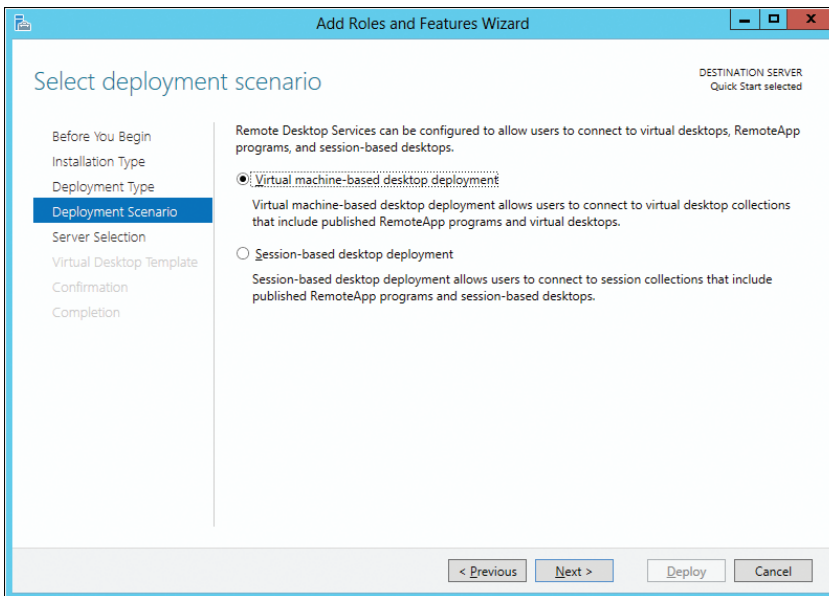 Add Roles and Features Wizard
Select deployment scenario
DESTINATION SERVER
Quick Start selected
Before You Begin
Installation Type
Deployment Type
Deployment Scenario
Server Selection
Virtual Desktop Template
Confirmation
Completion
Remote Desktop Services can be configured to allow users to connect to virtual desktops, RemoteApp
programs, and session-based desktops.
Virtual machine-based desktop deployment
Virtual machine-based desktop deployment allows users to connect to virtual desktop collections
that include published RemoteApp programs and virtual desktops.
Session-based desktop deployment
Session-based desktop deployment allows users to connect to session collections that include
published RemoteApp programs and session-based desktops.
< Previous
Next >
Deploy
Cancel